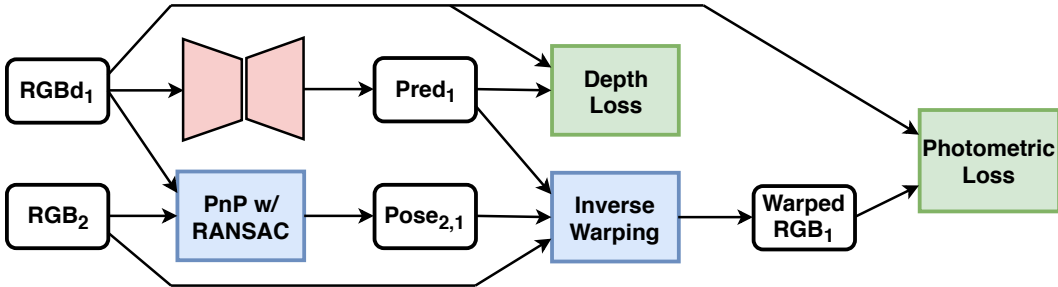 RGBd₁
Pred₁
Depth
Loss
RGB₂
PnP w/
RANSAC
Pose₂,₁
Inverse
Warping
Warped
RGB₁
Photometric
Loss